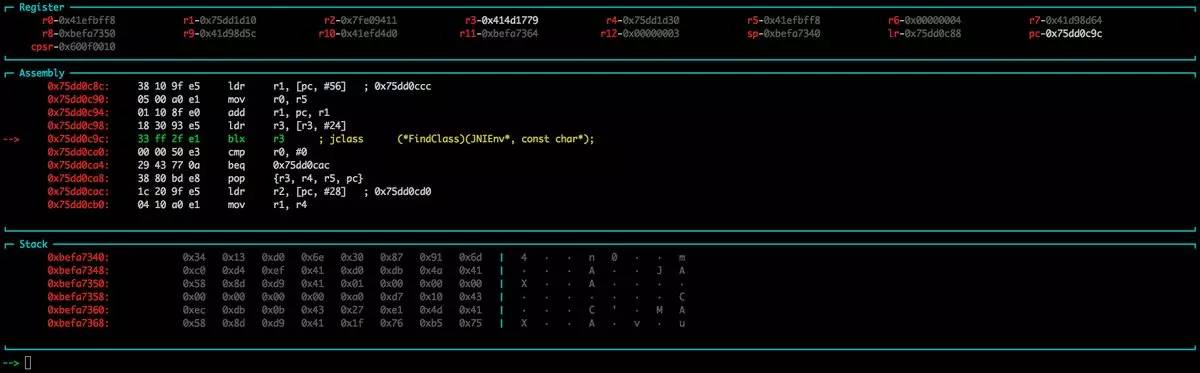 Register
r0-0x41efbff8 r1-0x75dd1d10 r2-0x7fe09411 r3-0x414d1779 r4-0x75dd1d30 r5-0x41efbff8 r6-0x00000004 r7-0x41d98d64
r8-0xbefa7350 r9-0x41d98d5c r10-0x41efd4d0 r11-0xbefa7364 r12-0x00000003 sp-0xbefa7340 lr-0x75dd0c88 pc-0x75dd0c9c
cpsr-0x600f0010
Assembly
0x75dd0c8c: 38 10 9f e5 ldr r1, [pc, #56] ; 0x75dd0ccc
0x75dd0c90: 05 00 a0 e1 mov r0, r5
0x75dd0c94: 01 10 8f e0 add r1, pc, r1
0x75dd0c98: 18 30 93 e5 ldr r3, [r3, #24]
--> 0x75dd0c9c: 33 ff 2f e1 blx r3 ; jclass (*FindClass)(JNIEnv*, const char*);
0x75dd0ca0: 00 00 50 e3 cmp r0, #0
0x75dd0ca4: 29 43 77 0a beq 0x75dd0cac
0x75dd0ca8: 38 80 bd e8 pop {r3, r4, r5, pc}
0x75dd0cac: 1c 20 9f e5 ldr r2, [pc, #28] ; 0x75dd0cd0
0x75dd0cb0: 04 10 a0 e1 mov r1, r4
Stack
0xbefa7340: 0x34 0x13 0xd0 0x6e 0x30 0x87 0x91 0x6d | 4 · · n 0 · · m
0xbefa7348: 0xc0 0xd4 0xef 0x41 0xd0 0xdb 0x4a 0x41 | · · · A · · J A
0xbefa7350: 0x58 0x8d 0xd9 0x41 0x01 0x00 0x00 0x00 | X · · A · · · ·
0xbefa7358: 0x00 0x00 0x00 0x00 0xa0 0xd7 0x10 0x43 | · · · · · · · C
0xbefa7360: 0xec 0xdb 0x0b 0x43 0x27 0xe1 0x4d 0x41 | · · · C ' · M A
0xbefa7368: 0x58 0x8d 0xd9 0x41 0x1f 0x76 0xb5 0x75 | X · · A · v · u
-->